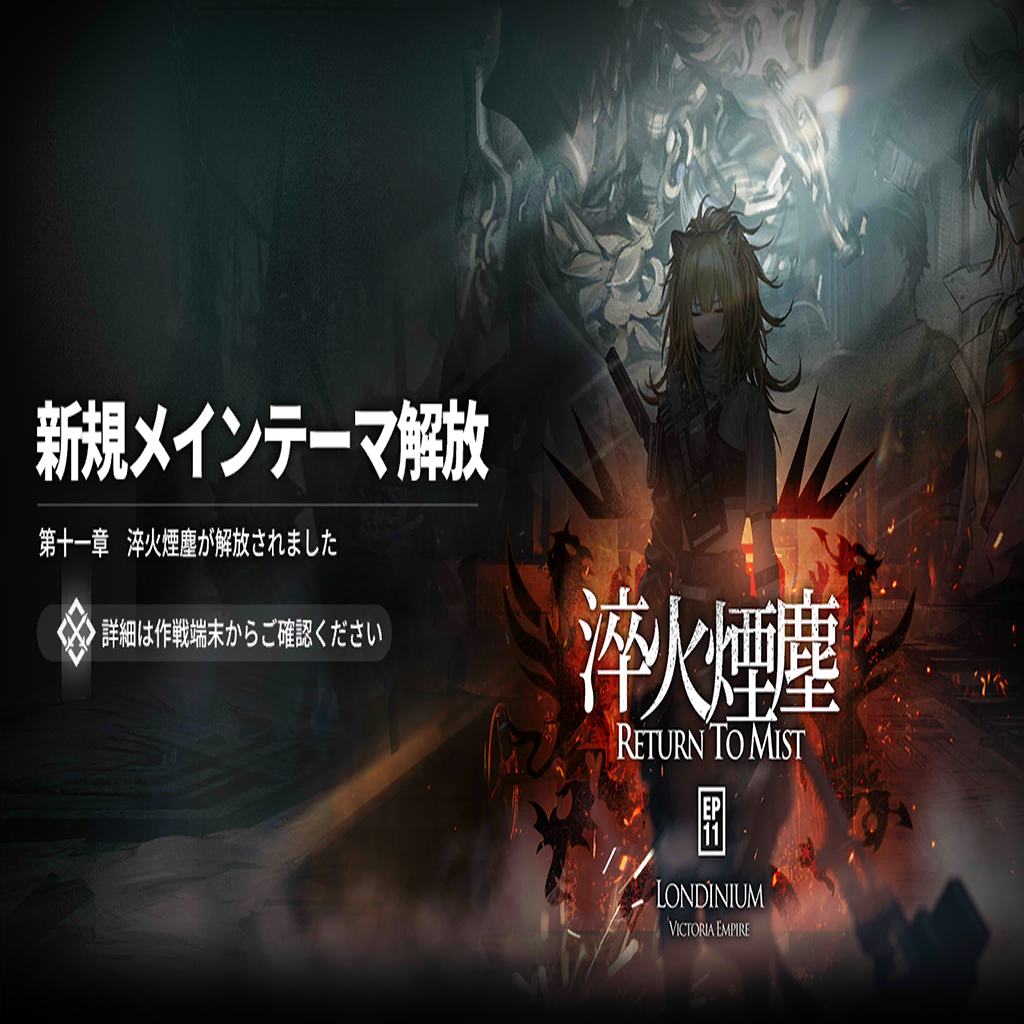 新規メインテーマ解放
第十一章 淬火煙塵が解放されました
詳細は作戦端末からご確認ください
淬火煙塵
RETURN TO MIST
EP
11
LONDINIUM
VICTORIA EMPIRE